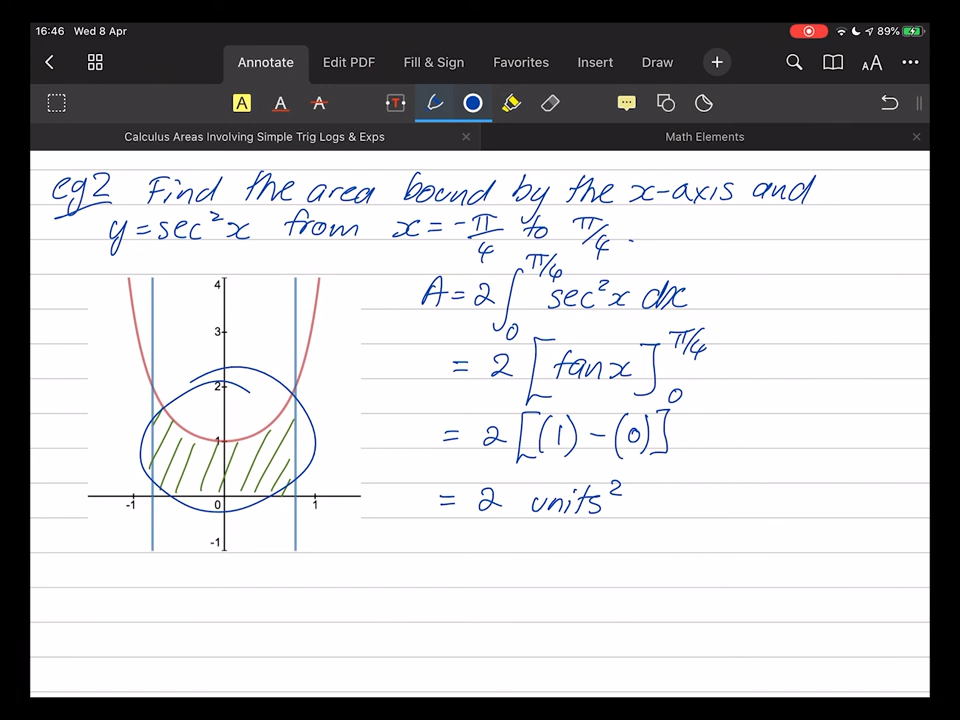 16:46 Wed 8 Apr 89%
Annotate Edit PDF Fill & Sign Favorites Insert Draw +
A A A T
Calculus Areas Involving Simple Trig Logs & Exps × Math Elements ×
eg2 Find the area bound by the x-axis and
y = sec²x from x = -π/4 to π/4.
A = 2 ∫₀^(π/4) sec²x dx
= 2 [tan x]₀^(π/4)
= 2 [(1) - (0)]
= 2 units²
4
3
2
1
-1 0 1
-1